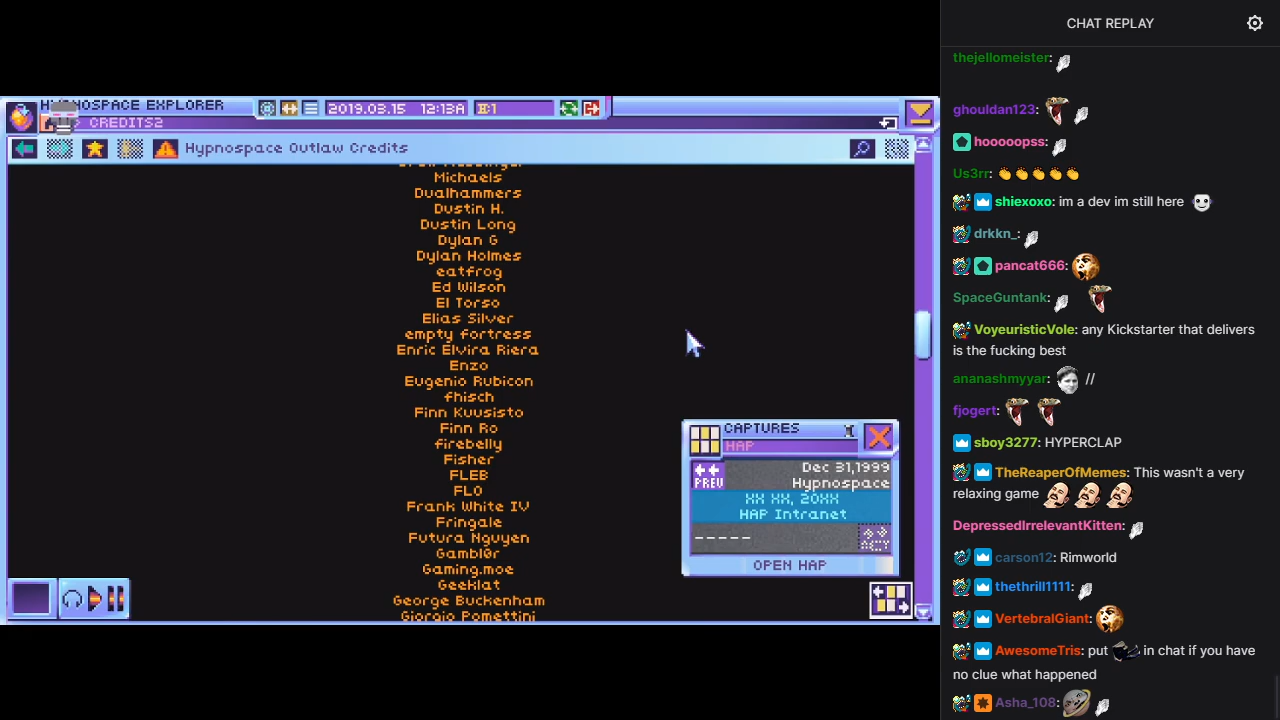 HYPNOSPACE EXPLORER
2019.03.15 12:13A
CREDITS2
Hypnospace Outlaw Credits
Michaels
Dualhammers
Dustin H.
Dustin Long
Dylan G
Dylan Holmes
eatfrog
Ed Wilson
El Torso
Elias Silver
empty fortress
Enric Elvira Riera
Enzo
Eugenio Rubicon
fhisch
Finn Kuusisto
Finn Ro
firebelly
Fisher
FLEB
FLO
Frank White IV
Fringale
Futura Nguyen
Gambl0r
Gaming.moe
Geeklat
George Buckenham
Giorgio Pomettini
CAPTURES
HAP
PREV
Dec 31,1999
Hypnospace
XX XX, 20XX
HAP Intranet
-----
OPEN HAP
CHAT REPLAY
thejellomeister:
ghouldan123:
hooooopss:
Us3rr:
shiexoxo: im a dev im still here
drkkn_:
pancat666:
SpaceGuntank:
VoyeuristicVole: any Kickstarter that delivers
is the fucking best
ananashmyyar: //
fjogert:
sboy3277: HYPERCLAP
TheReaperOfMemes: This wasn't a very
relaxing game
DepressedIrrelevantKitten:
carson12: Rimworld
thethrill1111:
VertebralGiant:
AwesomeTris: put in chat if you have
no clue what happened
Asha_108: